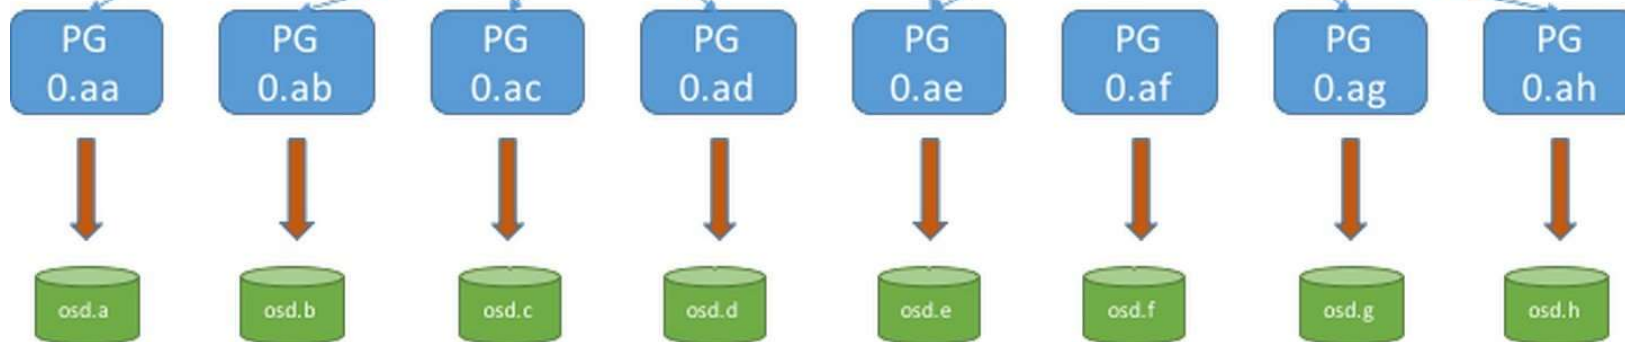 PG PG PG PG PG PG PG PG
0.aa 0.ab 0.ac 0.ad 0.ae 0.af 0.ag 0.ah
osd.a osd.b osd.c osd.d osd.e osd.f osd.g osd.h